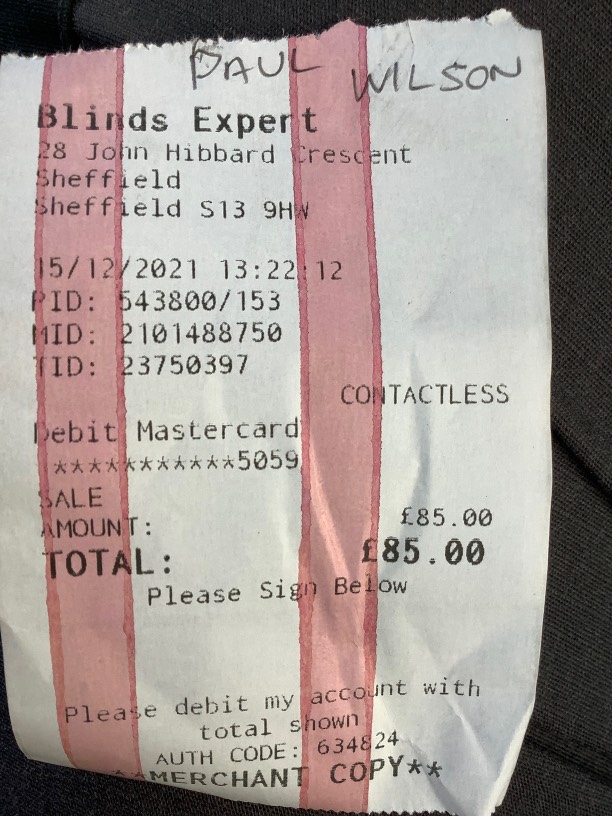 PAUL WILSON
Blinds Expert
28 John Hibbard Crescent
Sheffield
Sheffield S13 9HW
15/12/2021 13:22:12
PID: 543800/153
MID: 2101488750
TID: 23750397
CONTACTLESS
Debit Mastercard
***********5059
SALE
AMOUNT: £85.00
TOTAL: £85.00
Please Sign Below
Please debit my account with
total shown
AUTH CODE: 634824
**MERCHANT COPY**